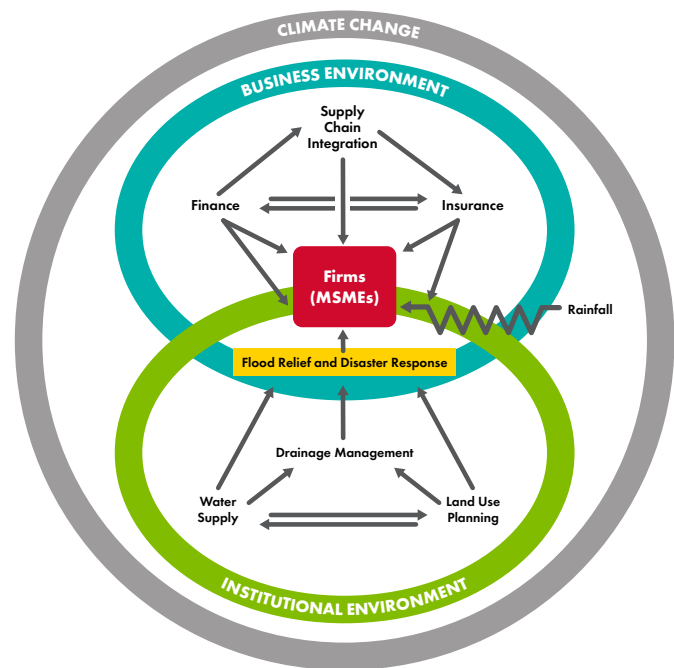 CLIMATE CHANGE
BUSINESS ENVIRONMENT
Supply
Chain
Integration
Finance
Insurance
Firms
(MSMEs)
Rainfall
Flood Relief and Disaster Response
Drainage Management
Water
Supply
Land Use
Planning
INSTITUTIONAL ENVIRONMENT